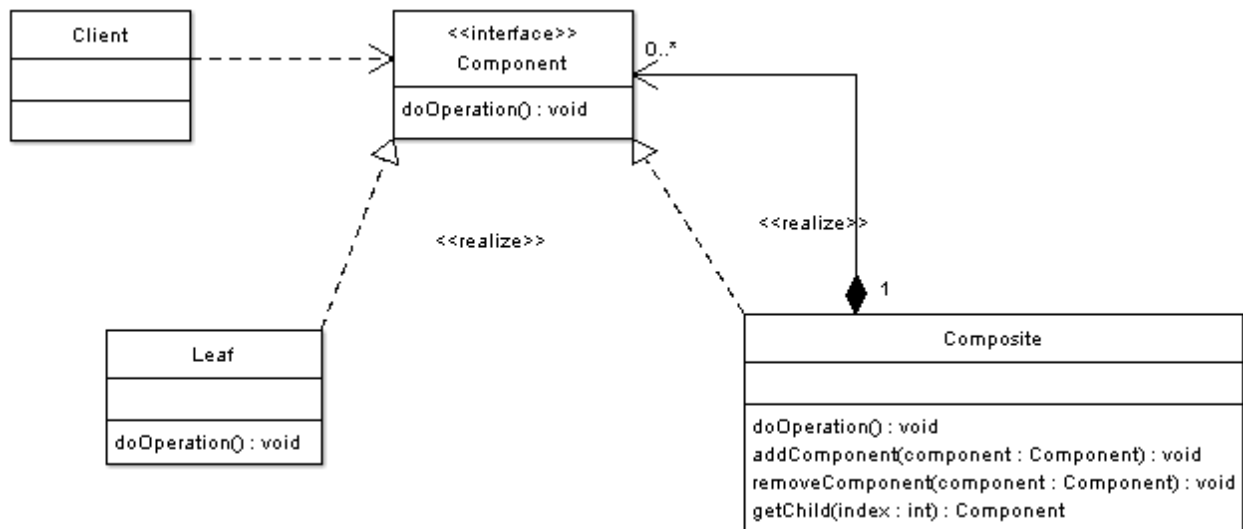 Client
<<interface>>
Component
doOperation() : void
0..*
<<realize>>
<<realize>>
1
Leaf
doOperation() : void
Composite
doOperation() : void
addComponent(component : Component) : void
removeComponent(component : Component) : void
getChild(index : int) : Component